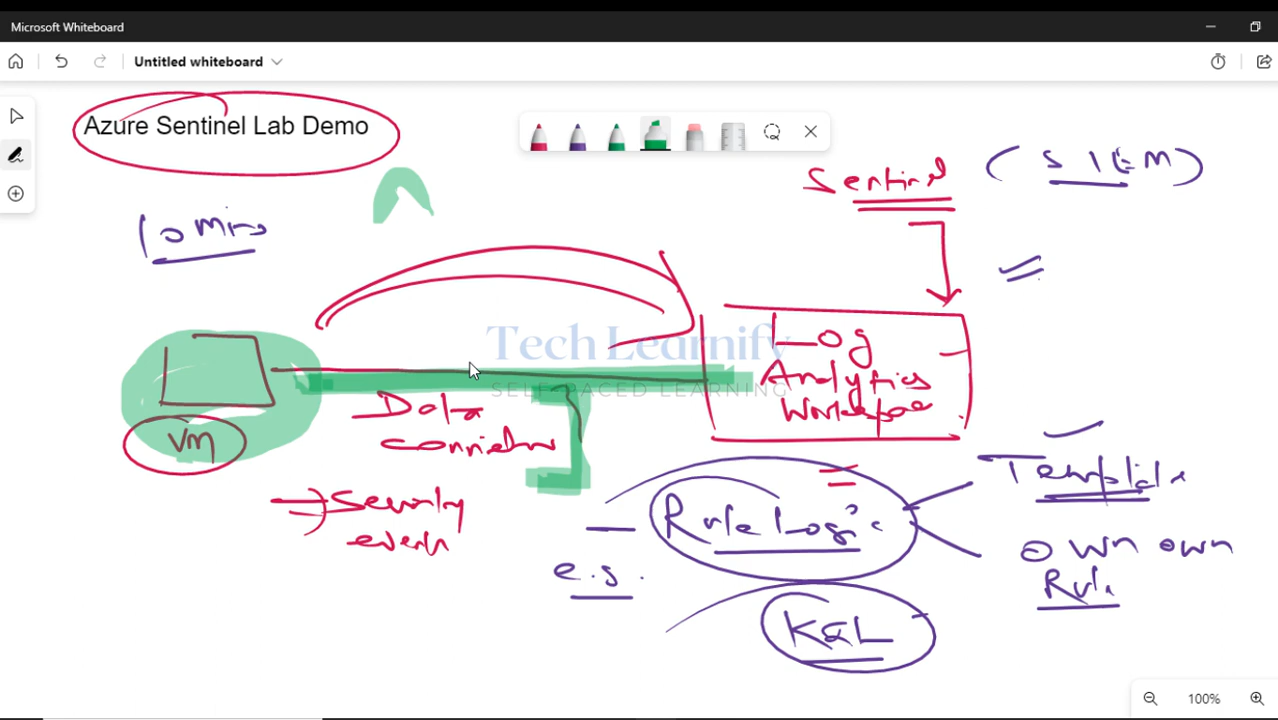 Microsoft Whiteboard
Untitled whiteboard
Azure Sentinel Lab Demo
Sentinel (SIEM)
10 Mins
Log
Analytics
Workspace
Tech Learnify
SELF-PACED LEARNING
VM
Data
connector
Security
events
Rule Logic
Template
own own
Rule
e.g.
KQL
100%